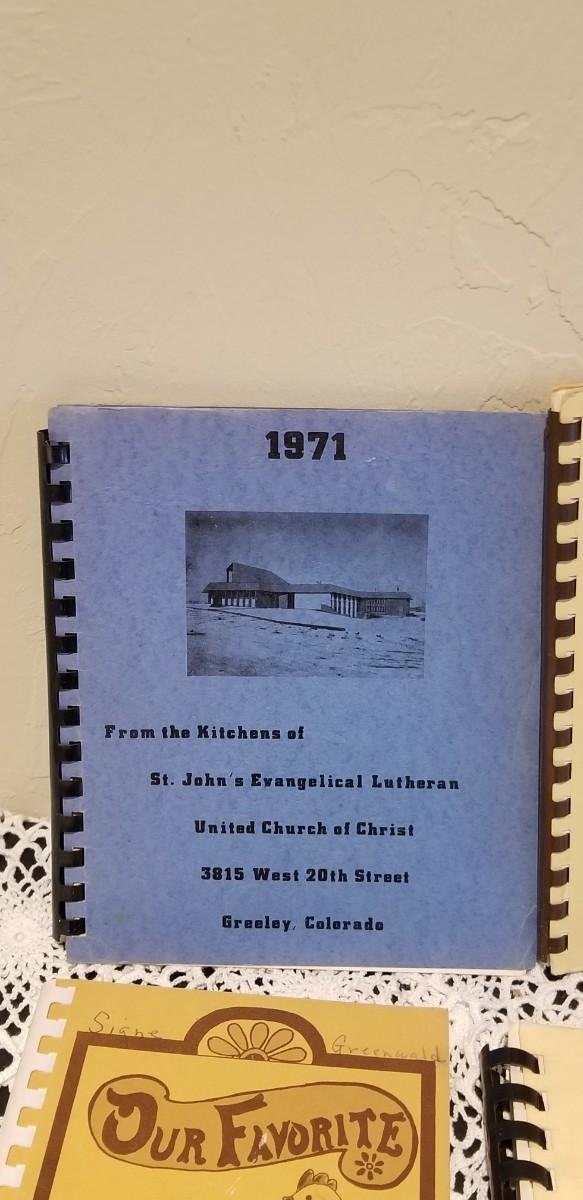 1971
From the Kitchens of
St. John's Evangelical Lutheran
United Church of Christ
3815 West 20th Street
Greeley, Colorado
Signe Greenwald
OUR FAVORITE